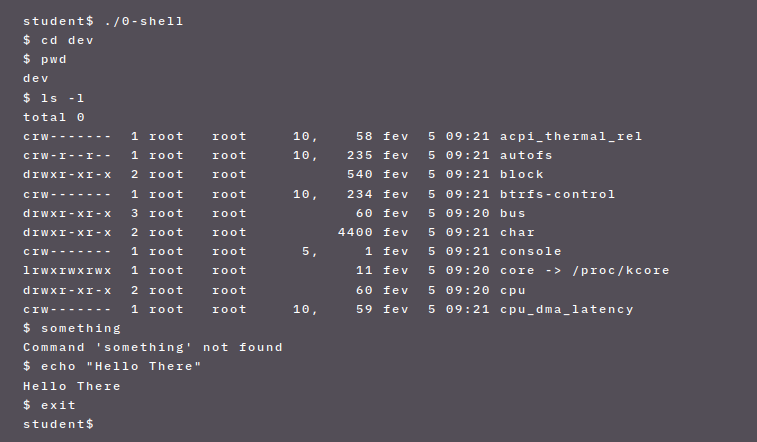 student$ ./0-shell
$ cd dev
$ pwd
dev
$ ls -l
total 0
crw-------  1 root   root     10,    58 fev  5 09:21 acpi_thermal_rel
crw-r--r--  1 root   root     10,   235 fev  5 09:21 autofs
drwxr-xr-x  2 root   root           540 fev  5 09:21 block
crw-------  1 root   root     10,   234 fev  5 09:21 btrfs-control
drwxr-xr-x  3 root   root            60 fev  5 09:20 bus
drwxr-xr-x  2 root   root          4400 fev  5 09:21 char
crw-------  1 root   root      5,     1 fev  5 09:21 console
lrwxrwxrwx  1 root   root            11 fev  5 09:20 core -> /proc/kcore
drwxr-xr-x  2 root   root            60 fev  5 09:20 cpu
crw-------  1 root   root     10,    59 fev  5 09:21 cpu_dma_latency
$ something
Command 'something' not found
$ echo "Hello There"
Hello There
$ exit
student$